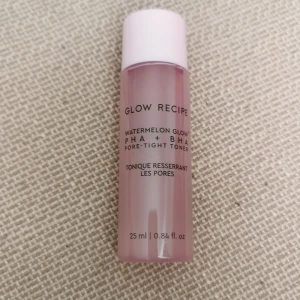 GLOW RECIPE
WATERMELON GLOW
PHA + BHA
PORE-TIGHT TONER
TONIQUE RESSERRANT
LES PORES
25 ml | 0.84 fl. oz